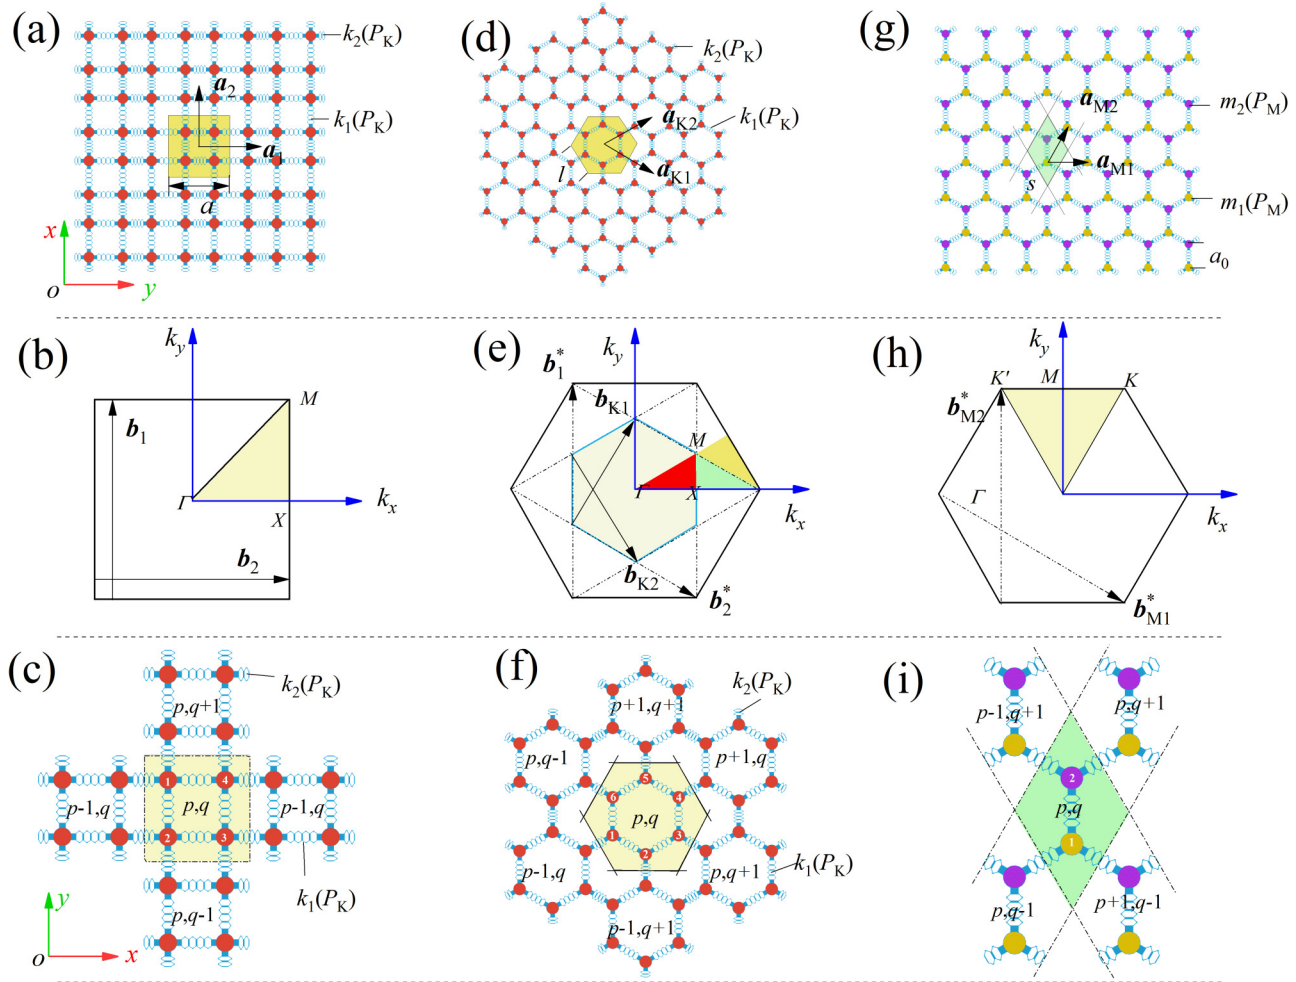 (a)
k2(PK)
a2
k1(PK)
a1
a
x
o
y
(d)
k2(PK)
aK2
k1(PK)
l
aK1
(g)
aM2
m2(PM)
aM1
s
m1(PM)
a0
(b)
ky
M
b1
Γ
kx
X
b2
(e)
ky
b1*
bK1
M
Γ
X
kx
bK2
b2*
(h)
ky
K′
M
K
bM2*
Γ
kx
bM1*
(c)
k2(PK)
p,q+1
1
4
p-1,q
p,q
p-1,q
2
3
k1(PK)
p,q-1
y
o
x
(f)
k2(PK)
p+1,q+1
p,q-1
5
p+1,q
6
4
p,q
1
3
2
k1(PK)
p-1,q
p,q+1
p-1,q+1
(i)
p-1,q+1
p,q+1
2
p,q
1
p,q-1
p+1,q-1